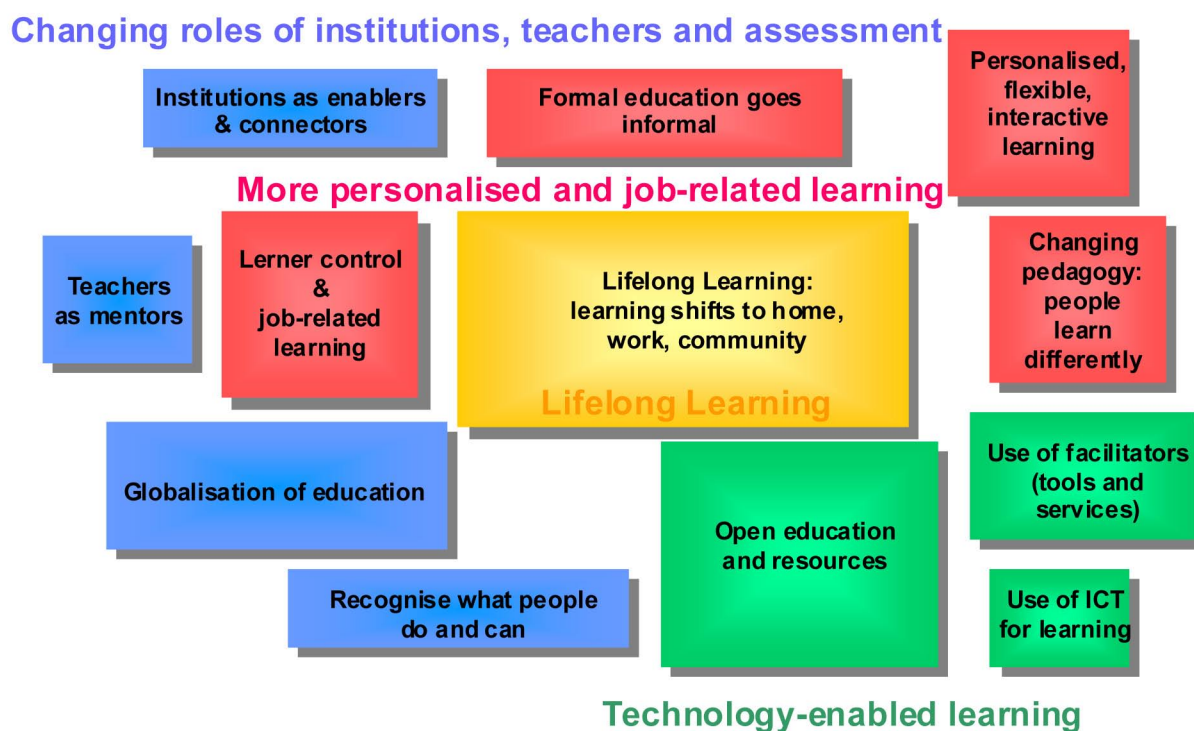 Changing roles of institutions, teachers and assessment
Institutions as enablers
& connectors
Formal education goes
informal
Personalised,
flexible,
interactive
learning
More personalised and job-related learning
Teachers
as mentors
Lerner control
&
job-related
learning
Lifelong Learning:
learning shifts to home,
work, community
Lifelong Learning
Changing
pedagogy:
people
learn
differently
Globalisation of education
Open education
and resources
Use of facilitators
(tools and
services)
Recognise what people
do and can
Use of ICT
for learning
Technology-enabled learning